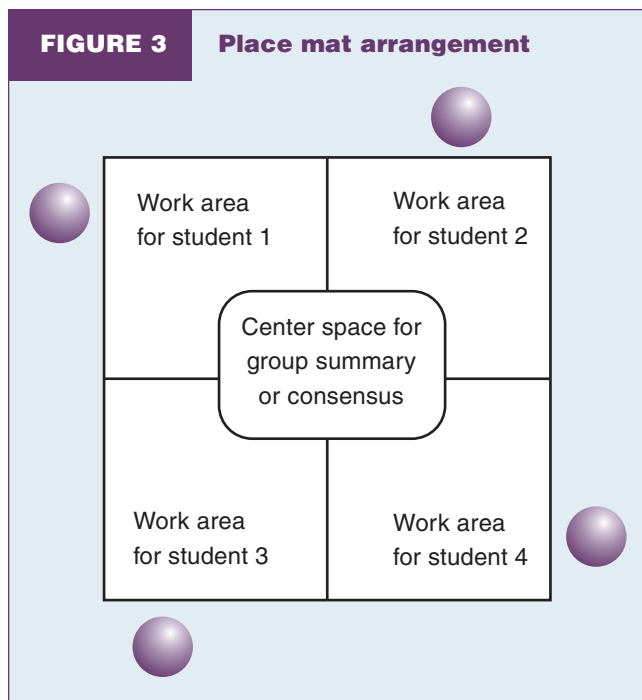 FIGURE 3 Place mat arrangement
Work area
for student 1
Work area
for student 2
Center space for
group summary
or consensus
Work area
for student 3
Work area
for student 4